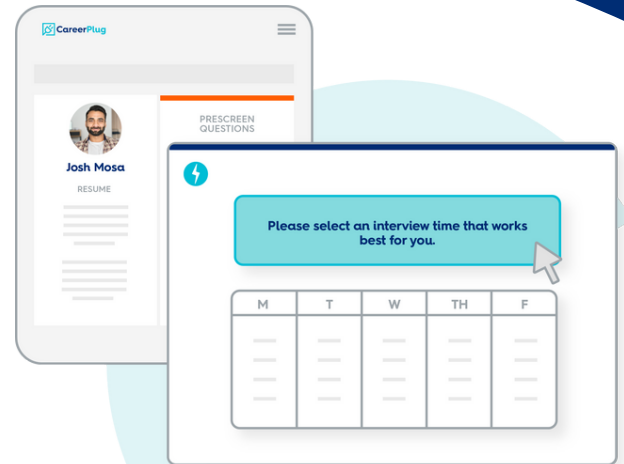 CareerPlug
PRESCREEN
QUESTIONS
Josh Mosa
RESUME
Please select an interview time that works
best for you.
M T W TH F